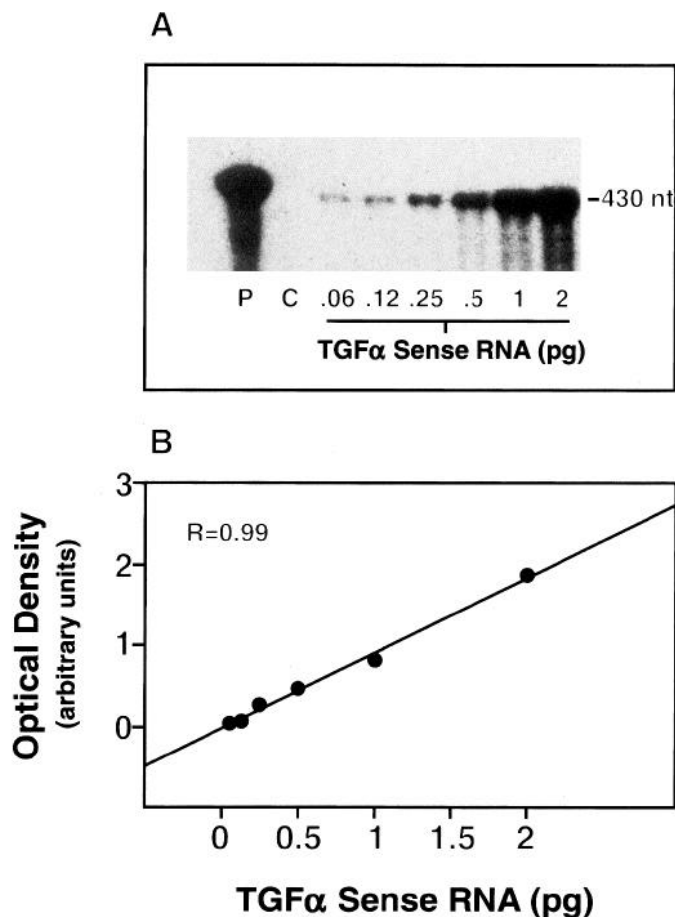 A
-430 nt
P C .06 .12 .25 .5 1 2
TGFα Sense RNA (pg)
B
R=0.99
3
2
1
0
Optical Density
(arbitrary units)
0 0.5 1 1.5 2
TGFα Sense RNA (pg)